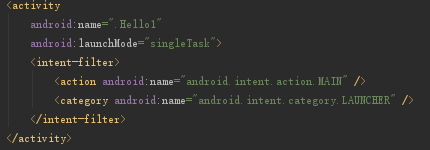 <activity
android:name=".Hello1"
android:launchMode="singleTask">
<intent-filter>
<action android:name="android.intent.action.MAIN" />
<category android:name="android.intent.category.LAUNCHER" />
</intent-filter>
</activity>